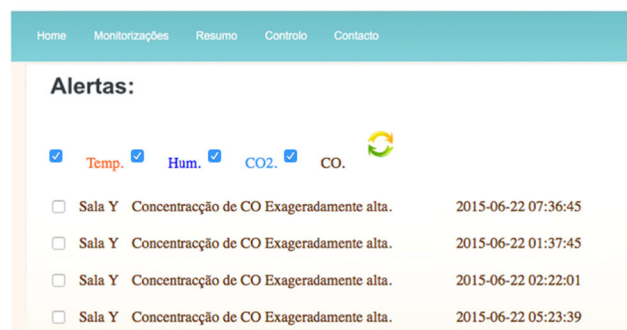 Home Monitorizações Resumo Controlo Contacto
Alertas:
Temp. Hum. CO2. CO.
Sala Y Concentracção de CO Exageradamente alta. 2015-06-22 07:36:45
Sala Y Concentracção de CO Exageradamente alta. 2015-06-22 01:37:45
Sala Y Concentracção de CO Exageradamente alta. 2015-06-22 02:22:01
Sala Y Concentracção de CO Exageradamente alta. 2015-06-22 05:23:39